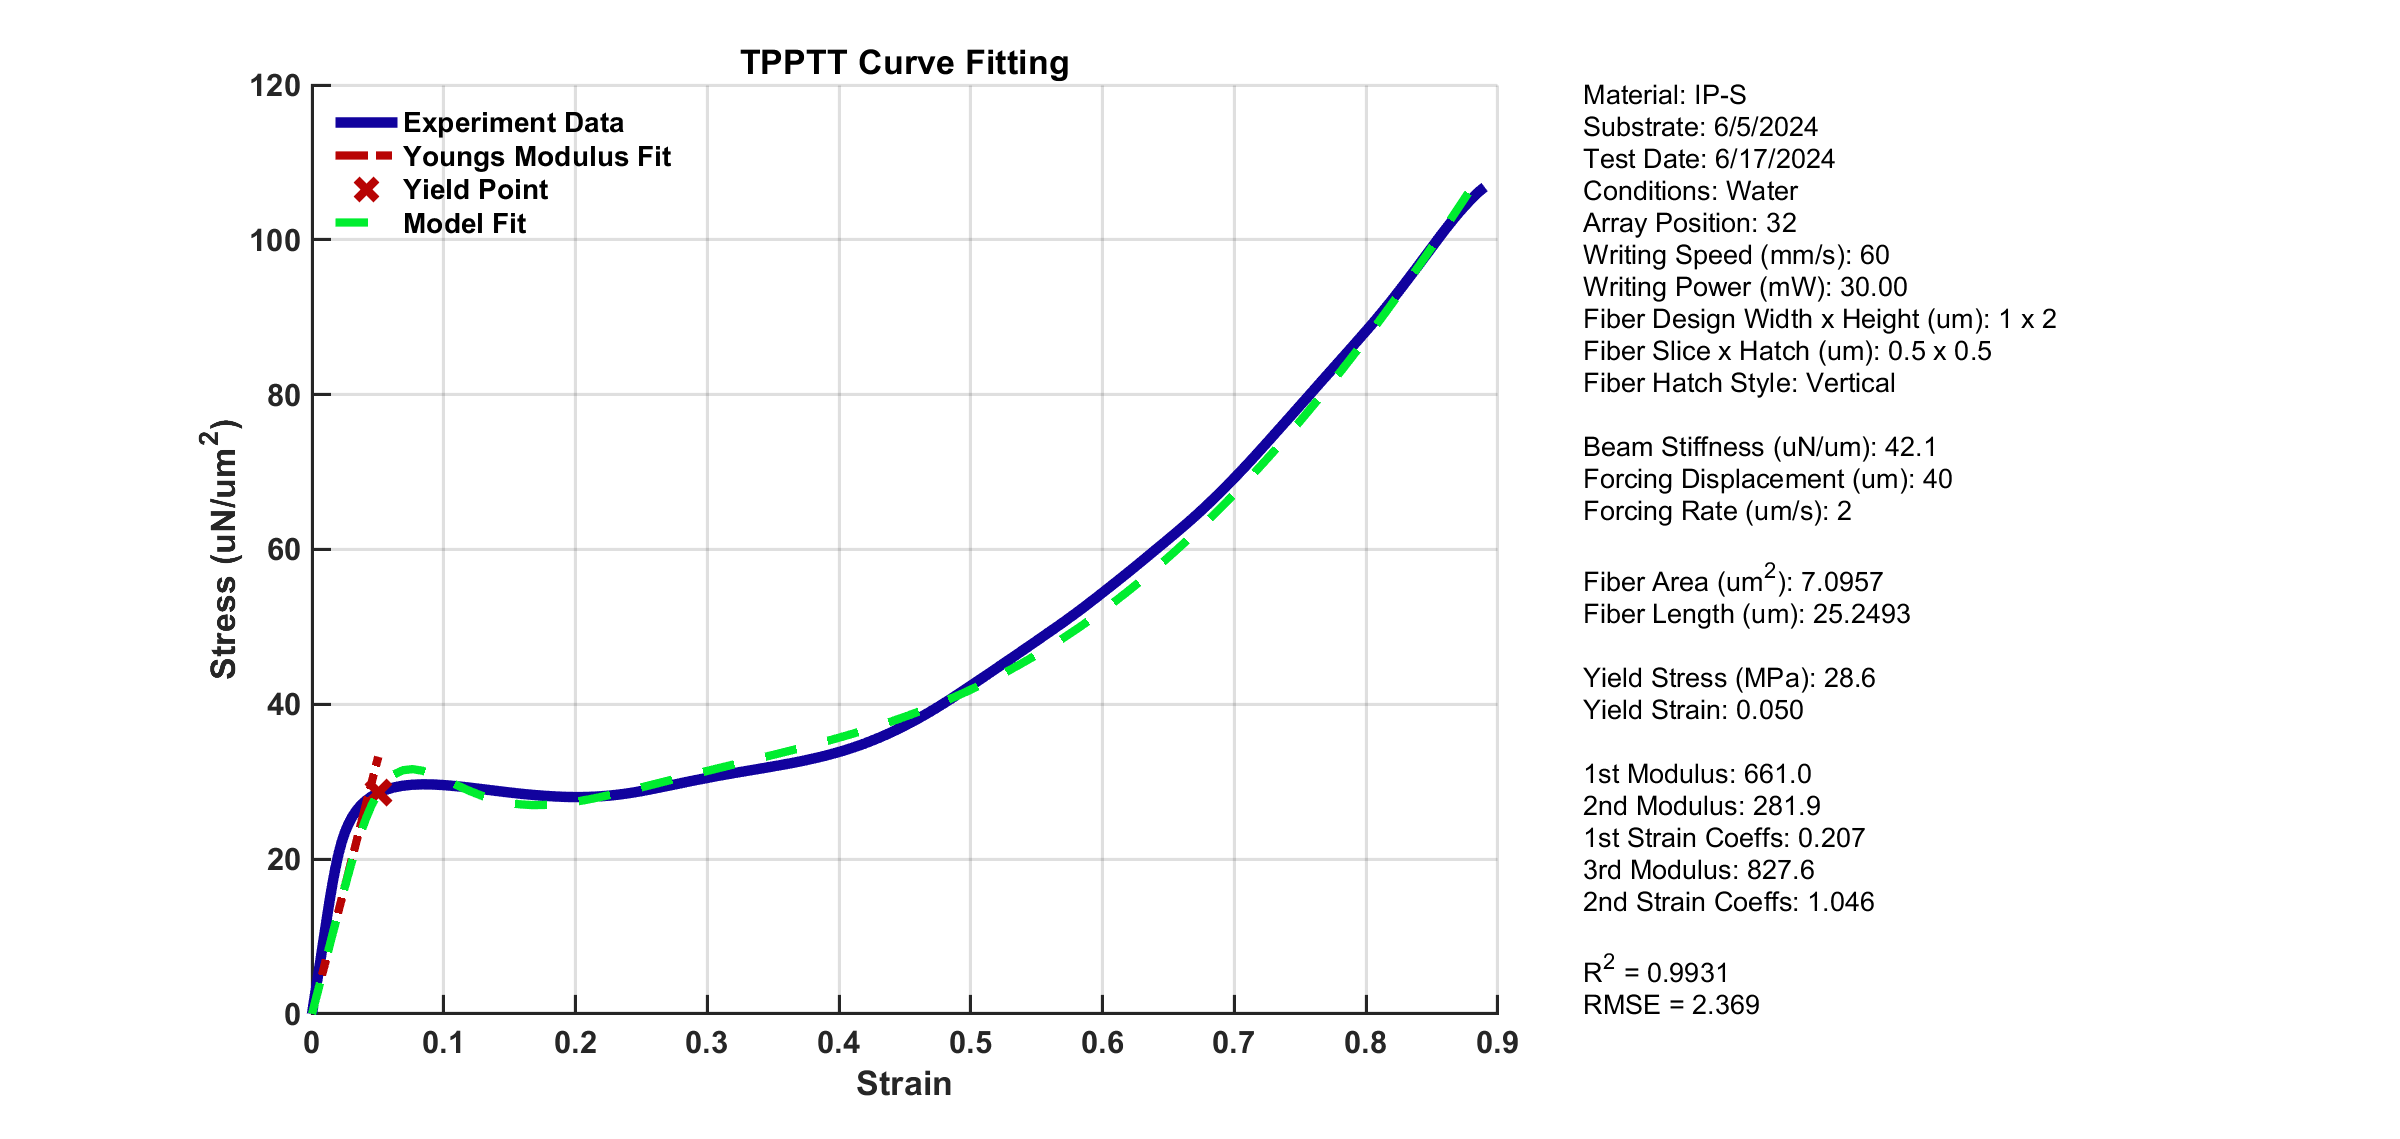 TPPTT Curve Fitting
120
100
80
60
40
20
0
Stress (uN/um²)
Experiment Data
Youngs Modulus Fit
Yield Point
Model Fit
0 0.1 0.2 0.3 0.4 0.5 0.6 0.7 0.8 0.9
Strain
Material: IP-S
Substrate: 6/5/2024
Test Date: 6/17/2024
Conditions: Water
Array Position: 32
Writing Speed (mm/s): 60
Writing Power (mW): 30.00
Fiber Design Width x Height (um): 1 x 2
Fiber Slice x Hatch (um): 0.5 x 0.5
Fiber Hatch Style: Vertical
Beam Stiffness (uN/um): 42.1
Forcing Displacement (um): 40
Forcing Rate (um/s): 2
Fiber Area (um²): 7.0957
Fiber Length (um): 25.2493
Yield Stress (MPa): 28.6
Yield Strain: 0.050
1st Modulus: 661.0
2nd Modulus: 281.9
1st Strain Coeffs: 0.207
3rd Modulus: 827.6
2nd Strain Coeffs: 1.046
R² = 0.9931
RMSE = 2.369